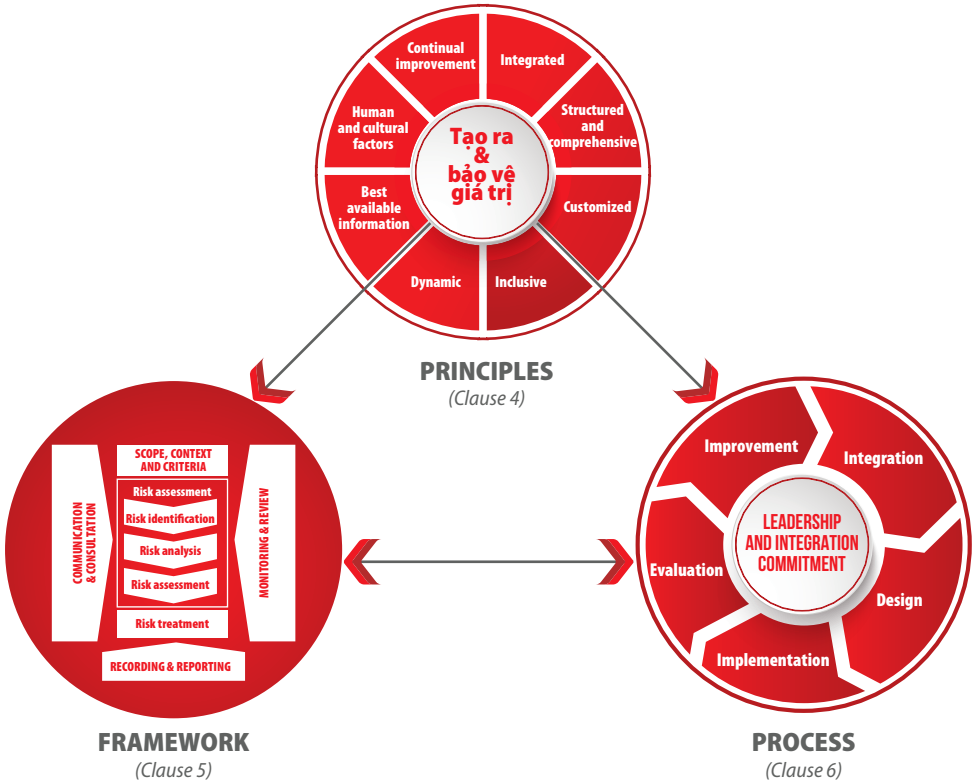 Continual
improvement
Integrated
Human
and cultural
factors
Structured
and
comprehensive
Tạo ra
&
bảo vệ
giá trị
Best
available
information
Customized
Dynamic
Inclusive
PRINCIPLES
(Clause 4)
COMMUNICATION
& CONSULTATION
SCOPE, CONTEXT
AND CRITERIA
Risk assessment
Risk identification
Risk analysis
Risk assessment
Risk treatment
MONITORING & REVIEW
RECORDING & REPORTING
FRAMEWORK
(Clause 5)
Improvement
Integration
LEADERSHIP
AND INTEGRATION
COMMITMENT
Evaluation
Design
Implementation
PROCESS
(Clause 6)